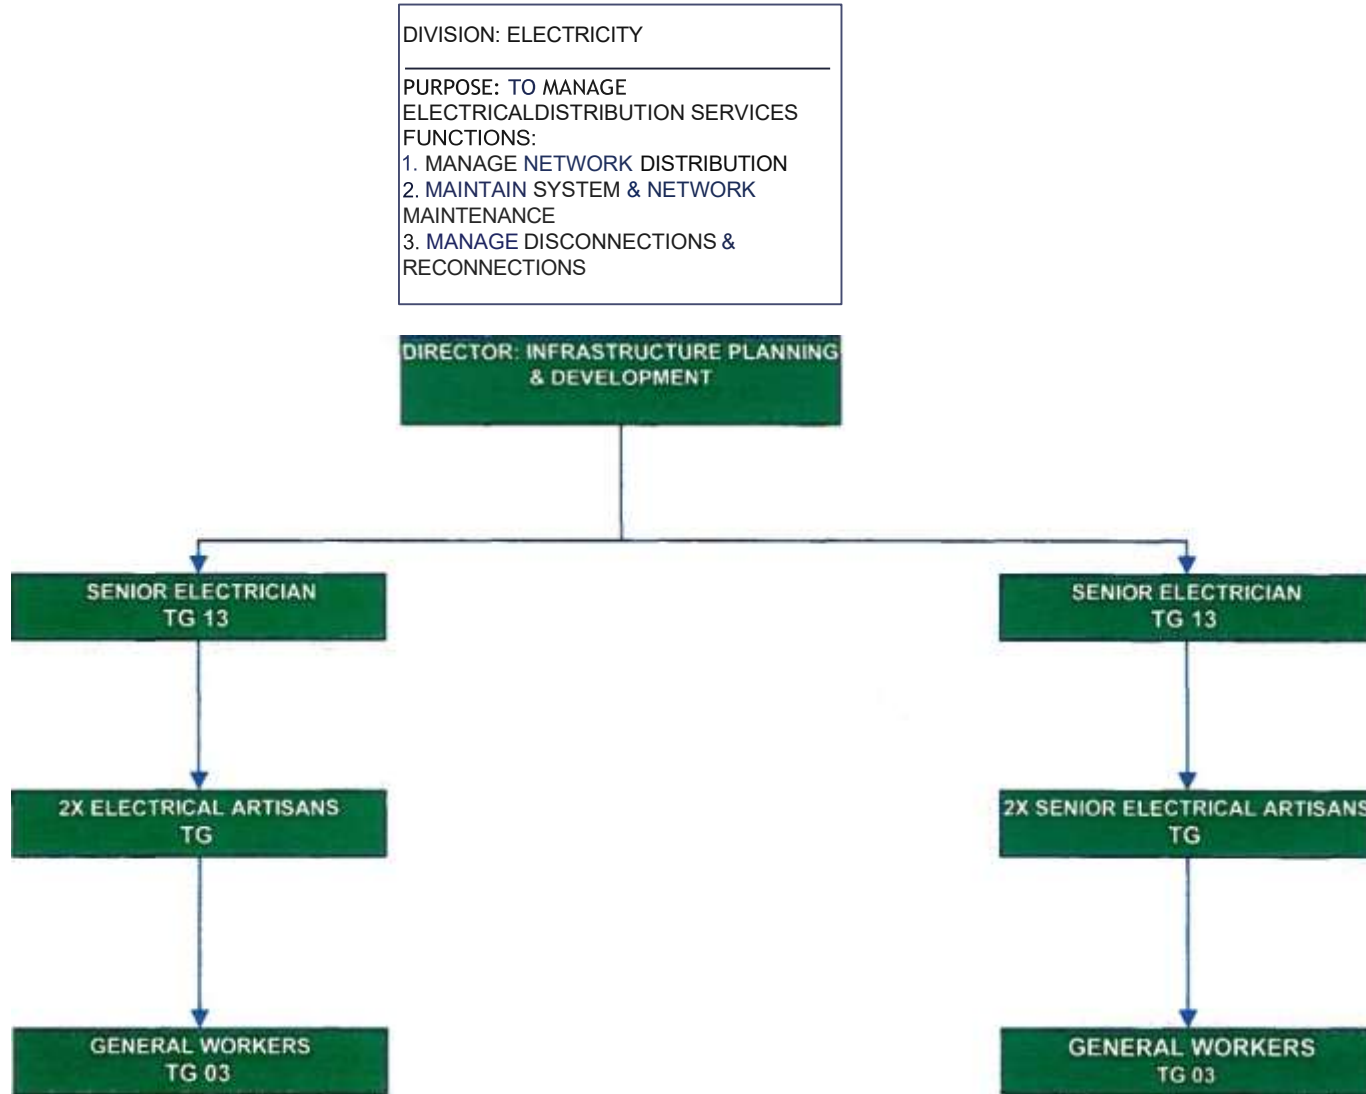 DIVISION: ELECTRICITY
PURPOSE: TO MANAGE
ELECTRICALDISTRIBUTION SERVICES
FUNCTIONS:
1. MANAGE NETWORK DISTRIBUTION
2. MAINTAIN SYSTEM & NETWORK
MAINTENANCE
3. MANAGE DISCONNECTIONS &
RECONNECTIONS
DIRECTOR: INFRASTRUCTURE PLANNING
& DEVELOPMENT
SENIOR ELECTRICIAN
TG 13
SENIOR ELECTRICIAN
TG 13
2X ELECTRICAL ARTISANS
TG
2X SENIOR ELECTRICAL ARTISANS
TG
GENERAL WORKERS
TG 03
GENERAL WORKERS
TG 03